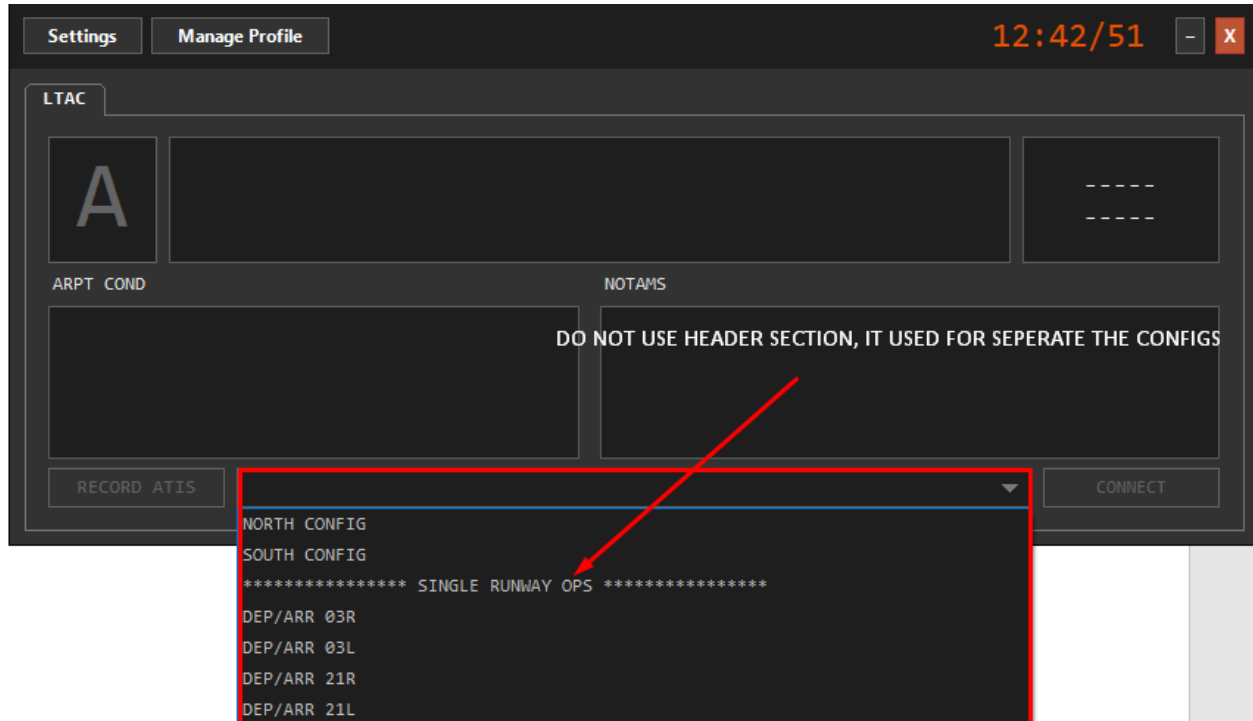 Settings Manage Profile 12:42/51 - X
LTAC
A
-----
-----
ARPT COND NOTAMS
DO NOT USE HEADER SECTION, IT USED FOR SEPERATE THE CONFIGS
RECORD ATIS CONNECT
NORTH CONFIG
SOUTH CONFIG
**************** SINGLE RUNWAY OPS ****************
DEP/ARR 03R
DEP/ARR 03L
DEP/ARR 21R
DEP/ARR 21L